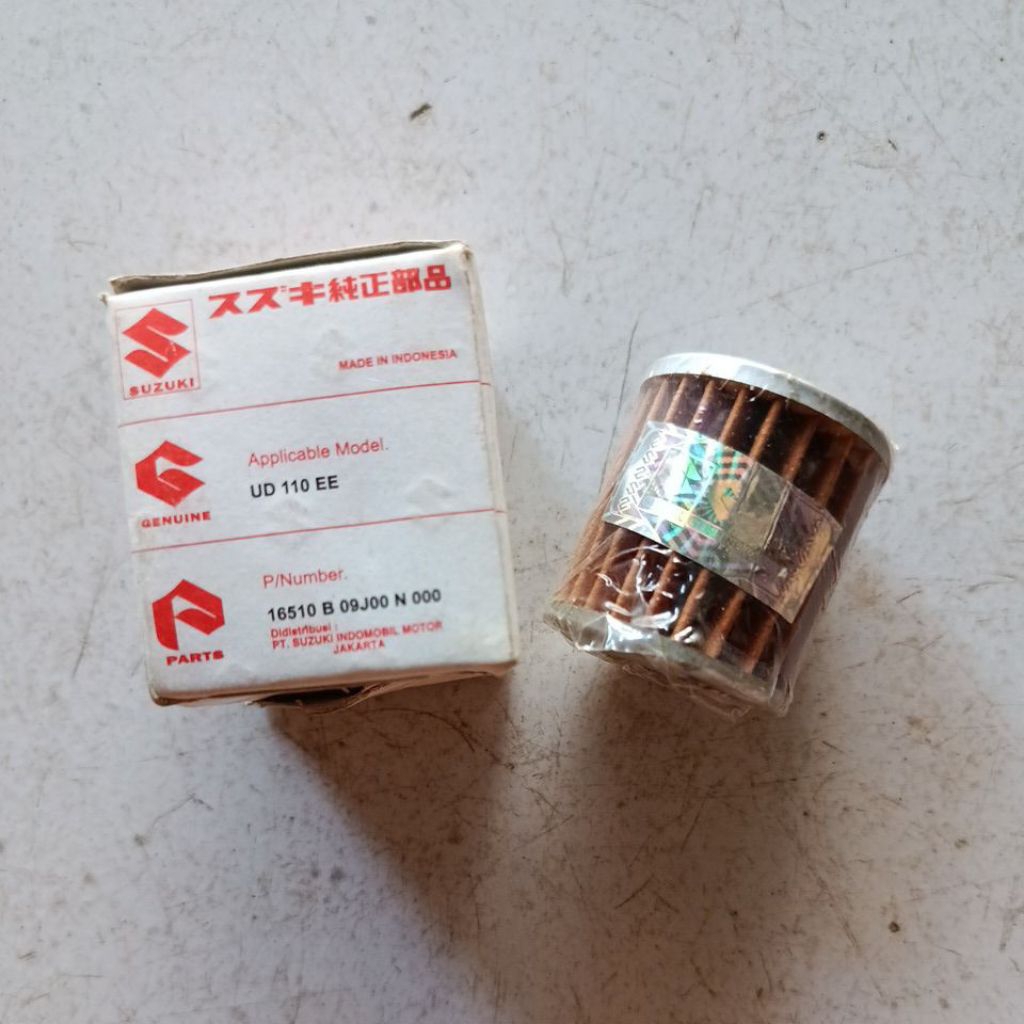 スズキ純正部品
SUZUKI
MADE IN INDONESIA
GENUINE
Applicable Model.
UD 110 EE
PARTS
P/Number.
16510 B 09J00 N 000
Didistribusi :
PT. SUZUKI INDOMOBIL MOTOR
JAKARTA